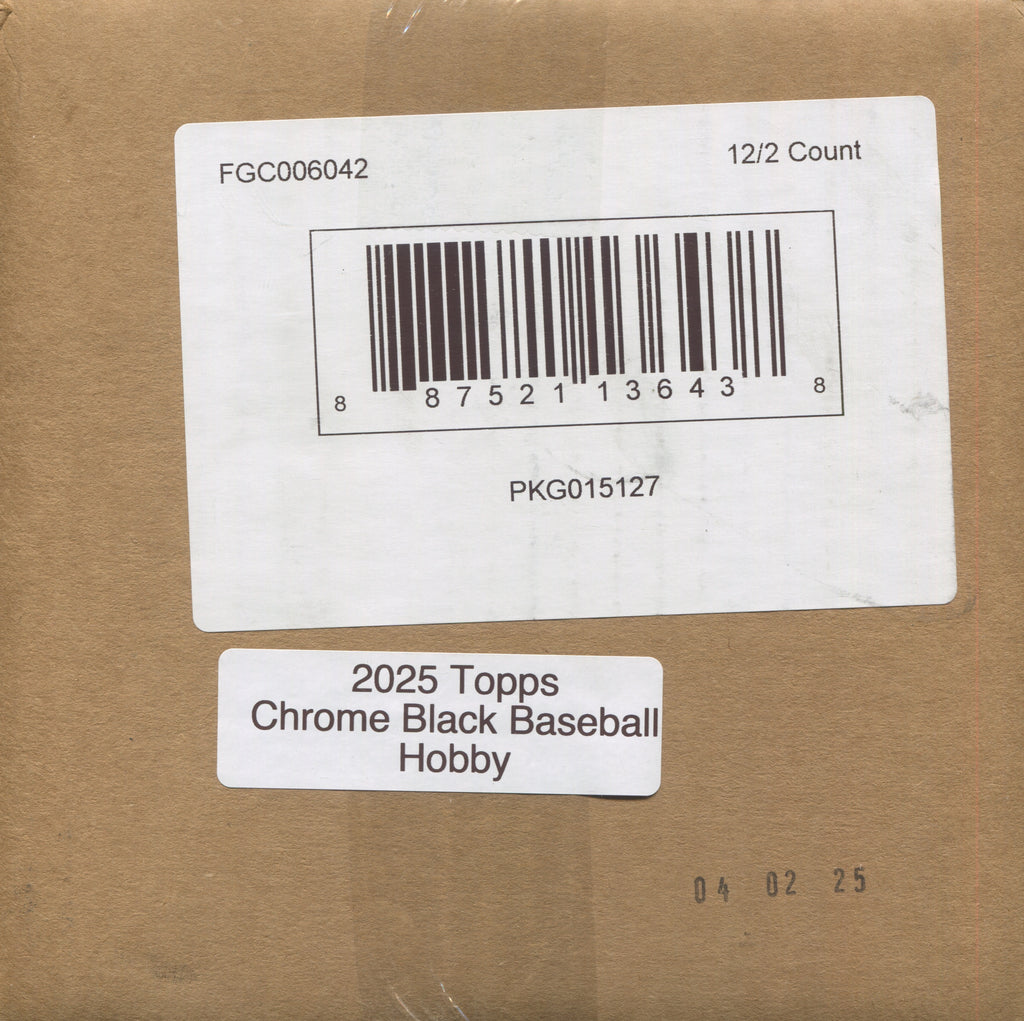 FGC006042
12/2 Count
8 87521 13643 8
PKG015127
2025 Topps
Chrome Black Baseball
Hobby
04 02 25